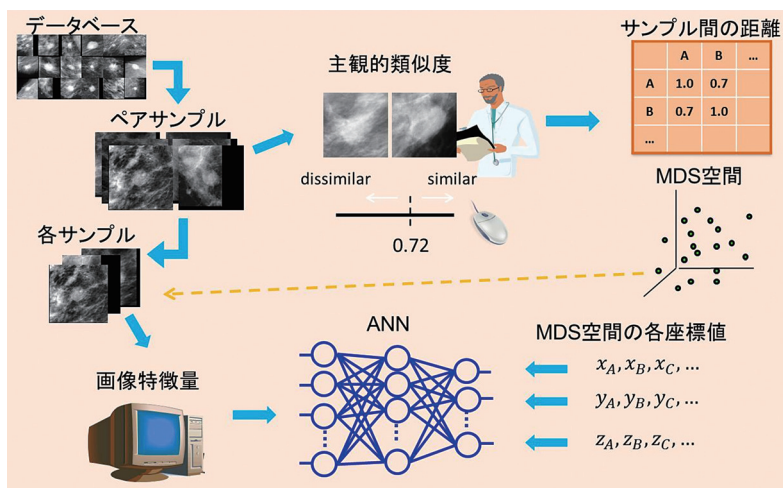 データベース
ペアサンプル
主観的類似度
dissimilar similar
0.72
サンプル間の距離
A B ...
A 1.0 0.7
B 0.7 1.0
...
MDS空間
各サンプル
画像特徴量
ANN
MDS空間の各座標値
x_A, x_B, x_C, ...
y_A, y_B, y_C, ...
z_A, z_B, z_C, ...